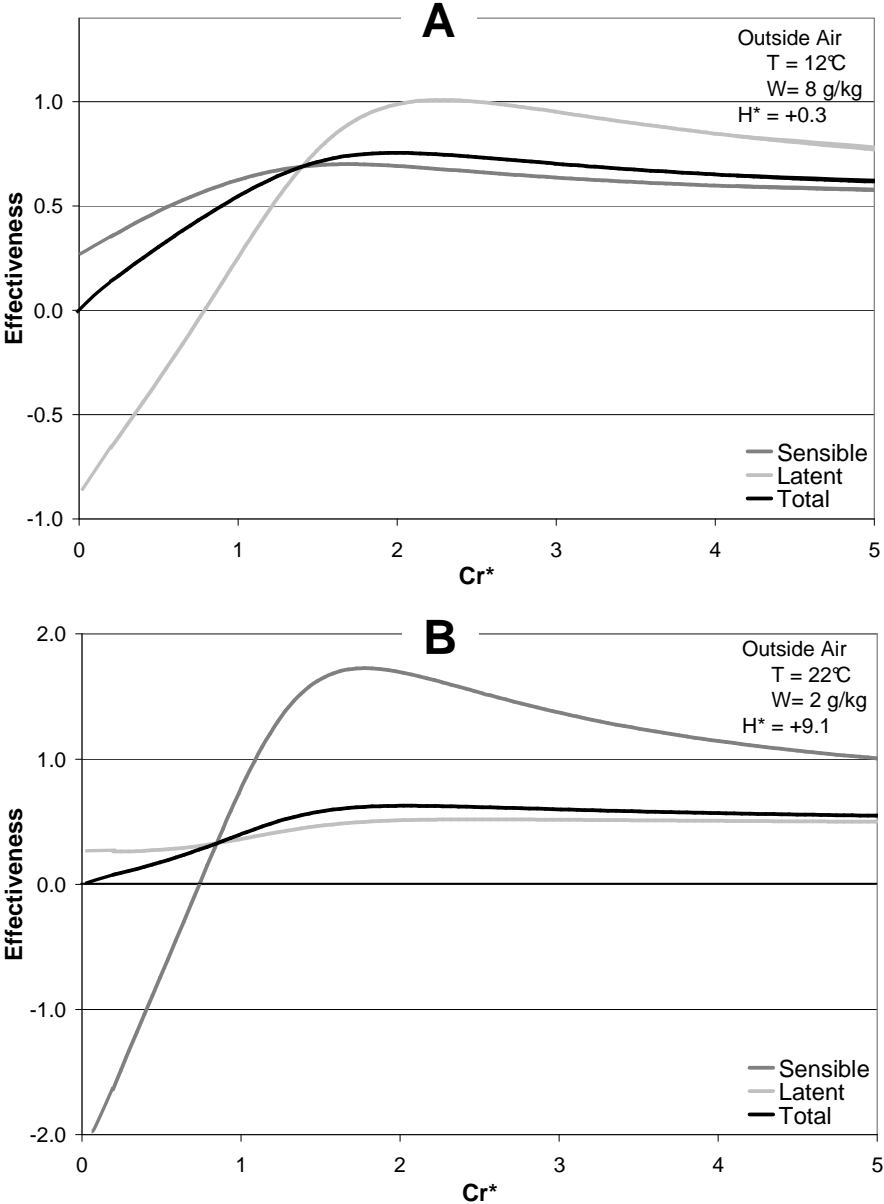 A
Outside Air
T = 12°C
W= 8 g/kg
H* = +0.3
1.0
0.5
0.0
-0.5
-1.0
Effectiveness
Sensible
Latent
Total
0 1 2 3 4 5
Cr*
B
Outside Air
T = 22°C
W= 2 g/kg
H* = +9.1
2.0
1.0
0.0
-1.0
-2.0
Effectiveness
Sensible
Latent
Total
0 1 2 3 4 5
Cr*